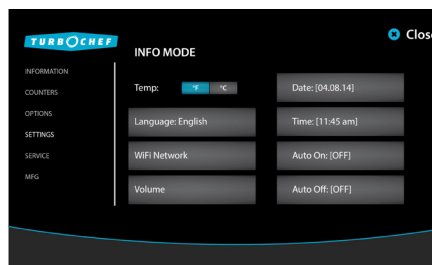 TURBOCHEF
Close
INFO MODE
INFORMATION
COUNTERS
OPTIONS
SETTINGS
SERVICE
MFG
Temp: °F °C
Language: English
WiFi Network
Volume
Date: [04.08.14]
Time: [11:45 am]
Auto On: [OFF]
Auto Off: [OFF]